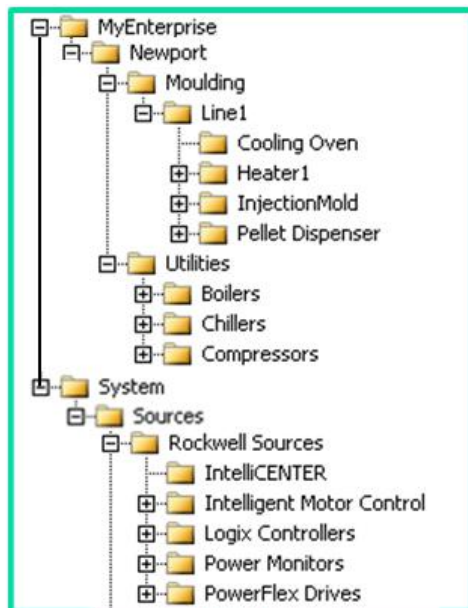 MyEnterprise
Newport
Moulding
Line1
Cooling Oven
Heater1
InjectionMold
Pellet Dispenser
Utilities
Boilers
Chillers
Compressors
System
Sources
Rockwell Sources
IntelliCENTER
Intelligent Motor Control
Logix Controllers
Power Monitors
PowerFlex Drives